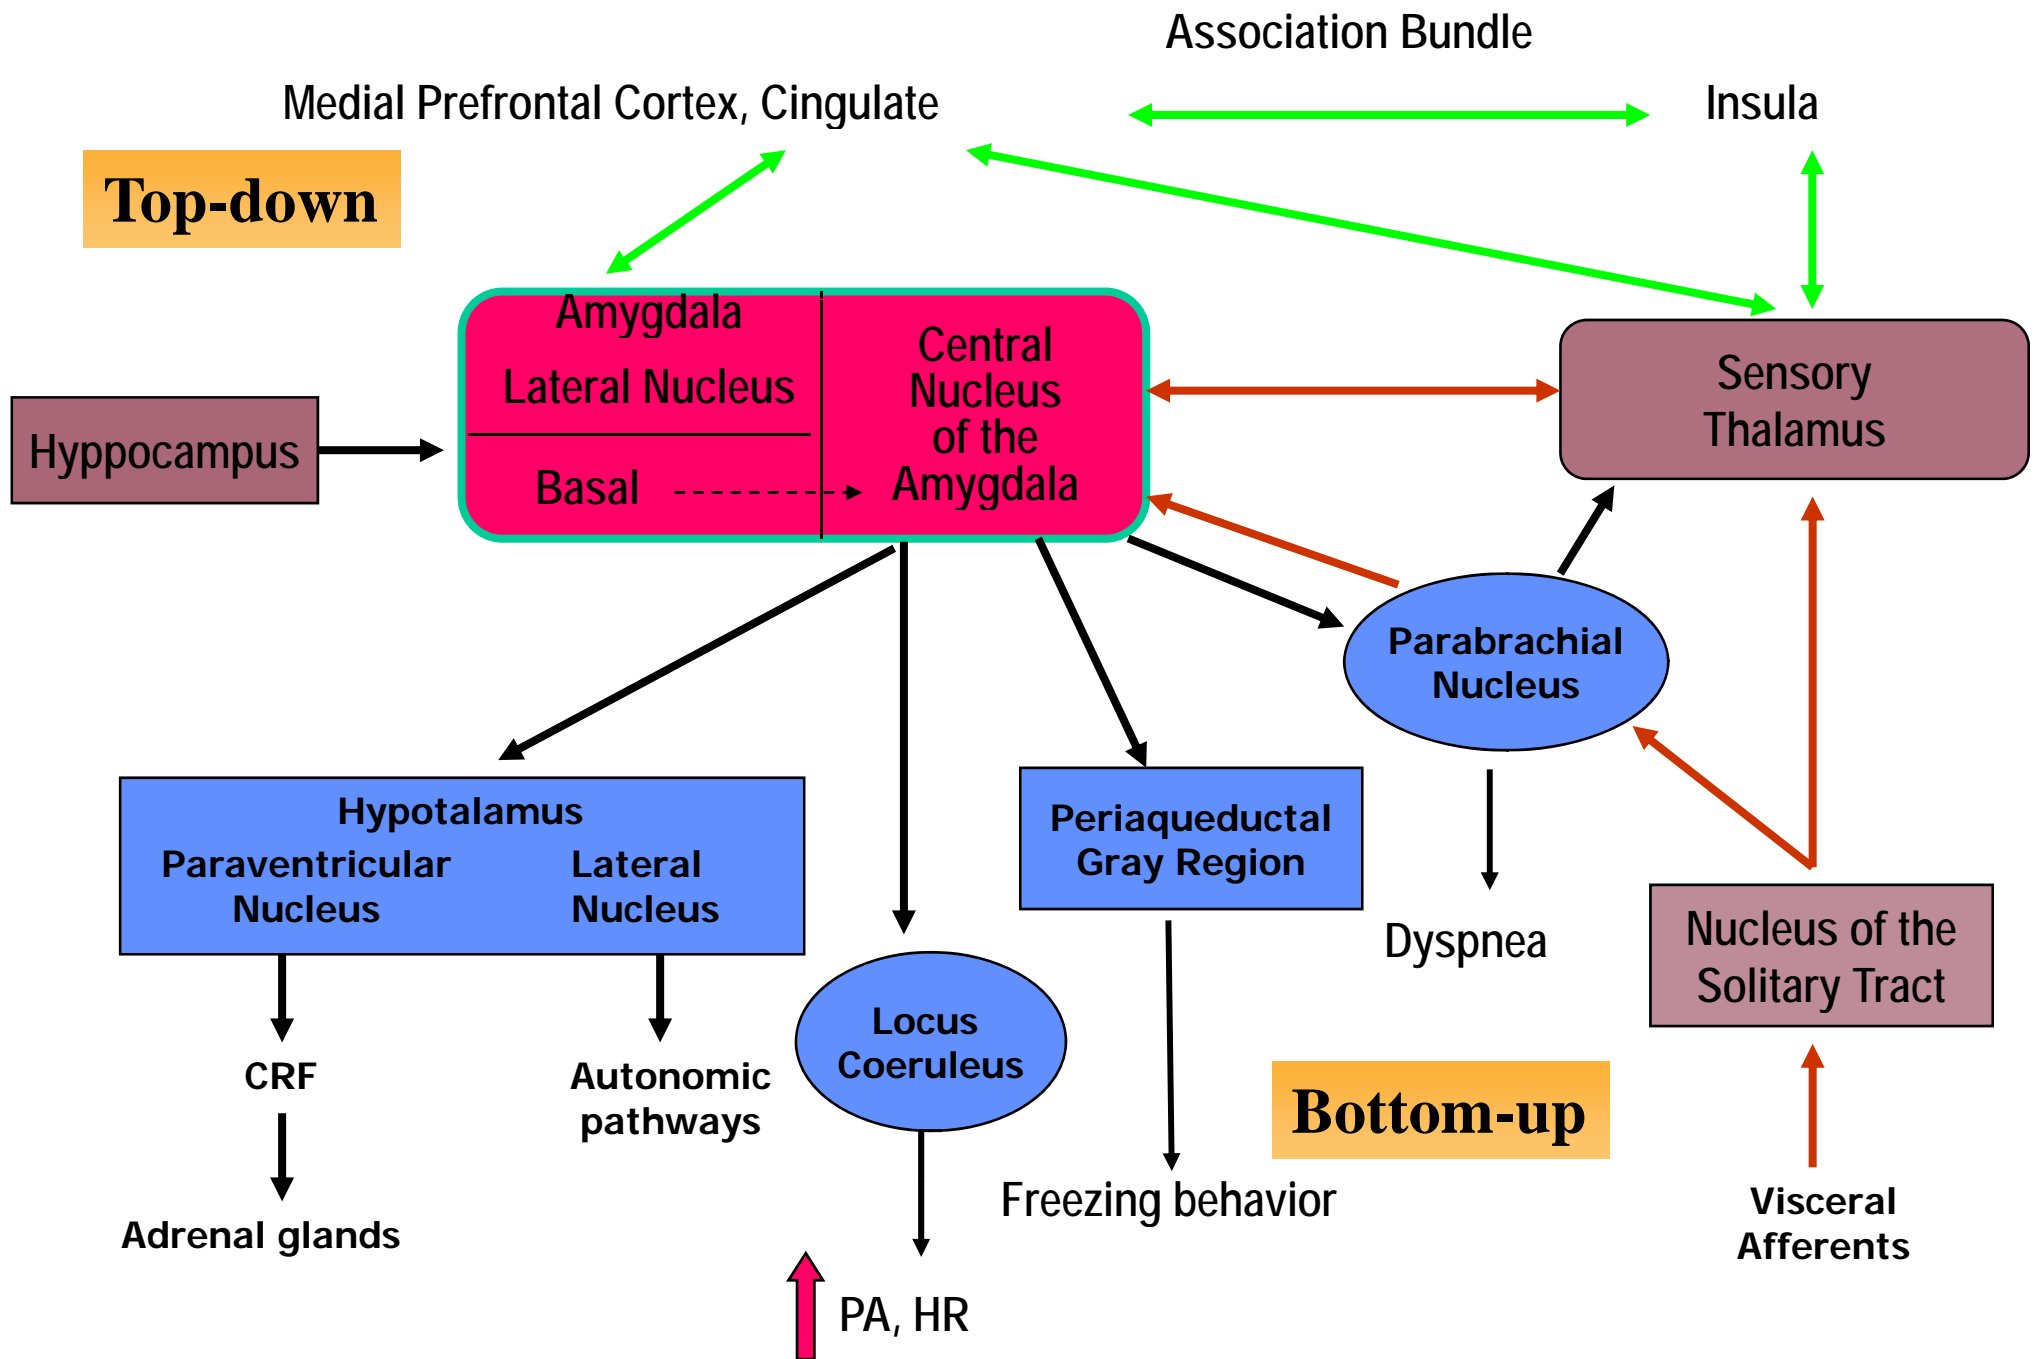 Association Bundle
Medial Prefrontal Cortex, Cingulate
Insula
Top-down
Amygdala
Lateral Nucleus
Basal
Central
Nucleus
of the
Amygdala
Sensory
Thalamus
Hyppocampus
Parabrachial
Nucleus
Hypotalamus
Paraventricular
Nucleus
Lateral
Nucleus
Periaqueductal
Gray Region
Dyspnea
Nucleus of the
Solitary Tract
Locus
Coeruleus
CRF
Autonomic
pathways
Bottom-up
Adrenal glands
Freezing behavior
Visceral
Afferents
PA, HR